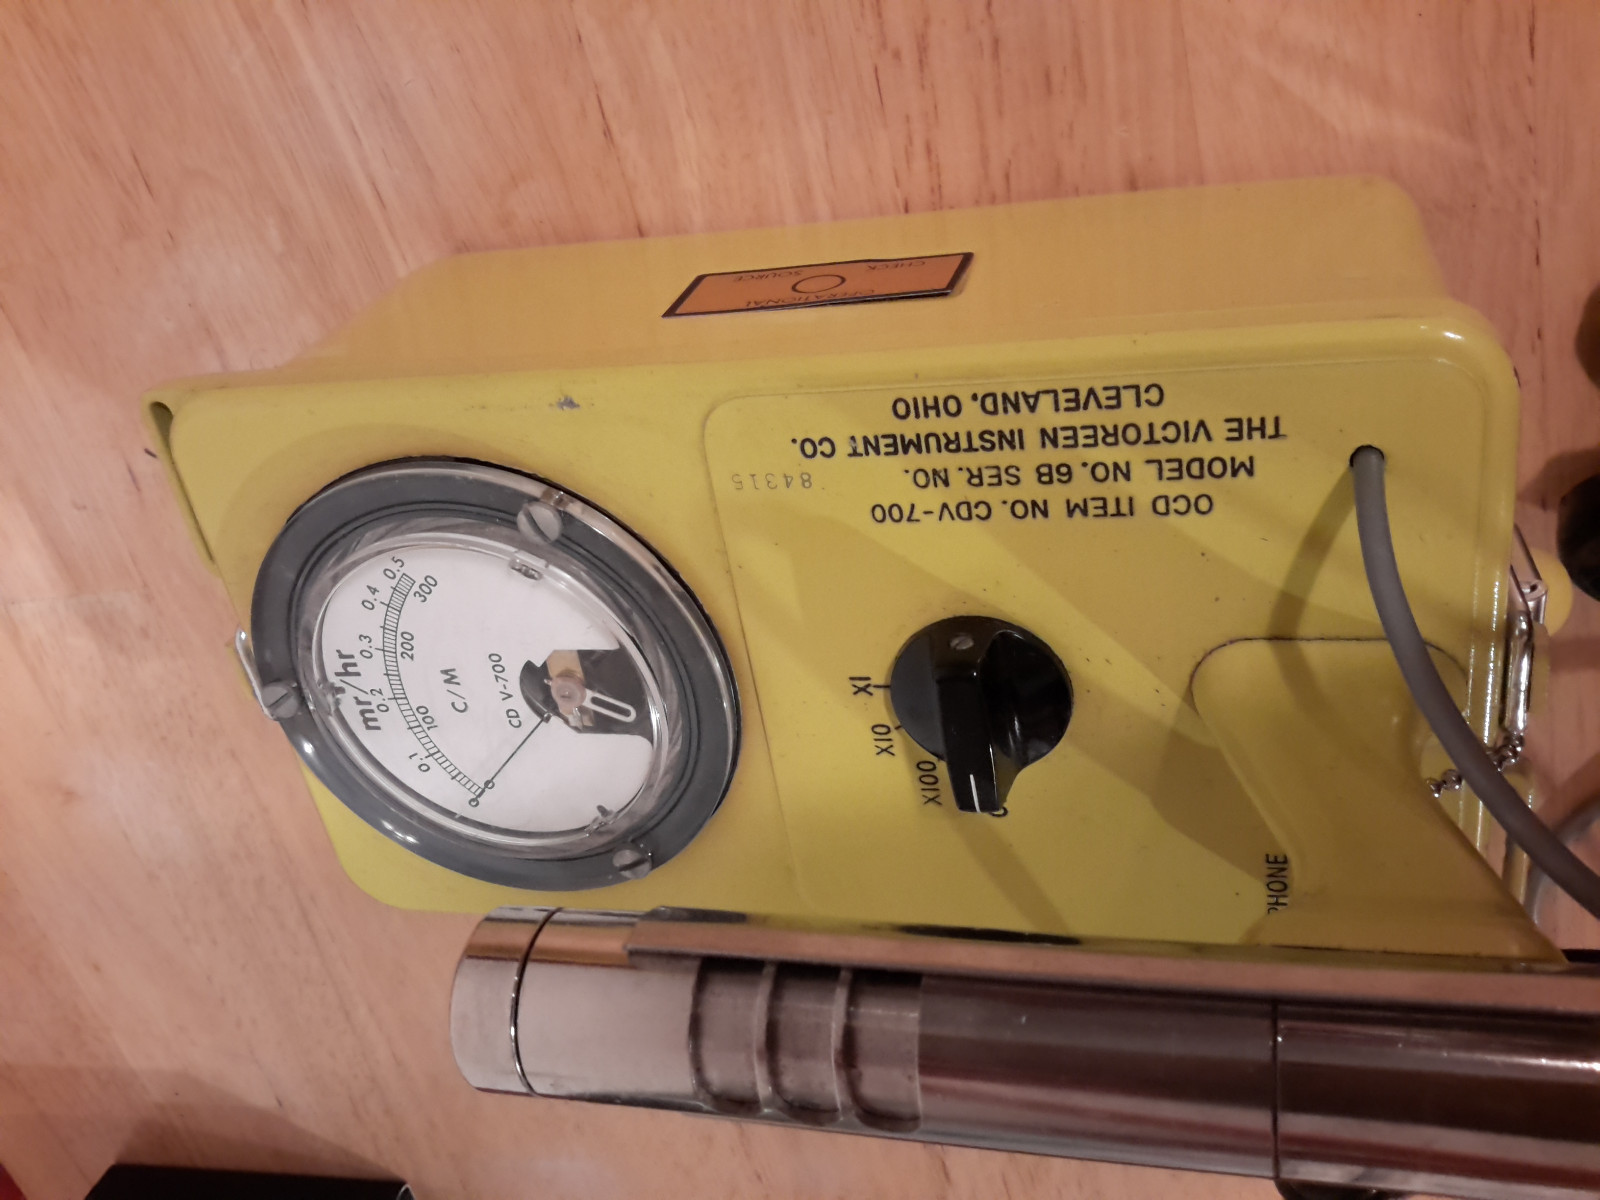 OPERATIONAL
CHECK SOURCE
OCD ITEM NO. CDV-700
MODEL NO. 6B SER. NO. 84315
THE VICTOREEN INSTRUMENT CO.
CLEVELAND, OHIO
mr/hr
0 0.1 0.2 0.3 0.4 0.5
0 100 200 300
C/M
CD V-700
X100
X10
X1
PHONE